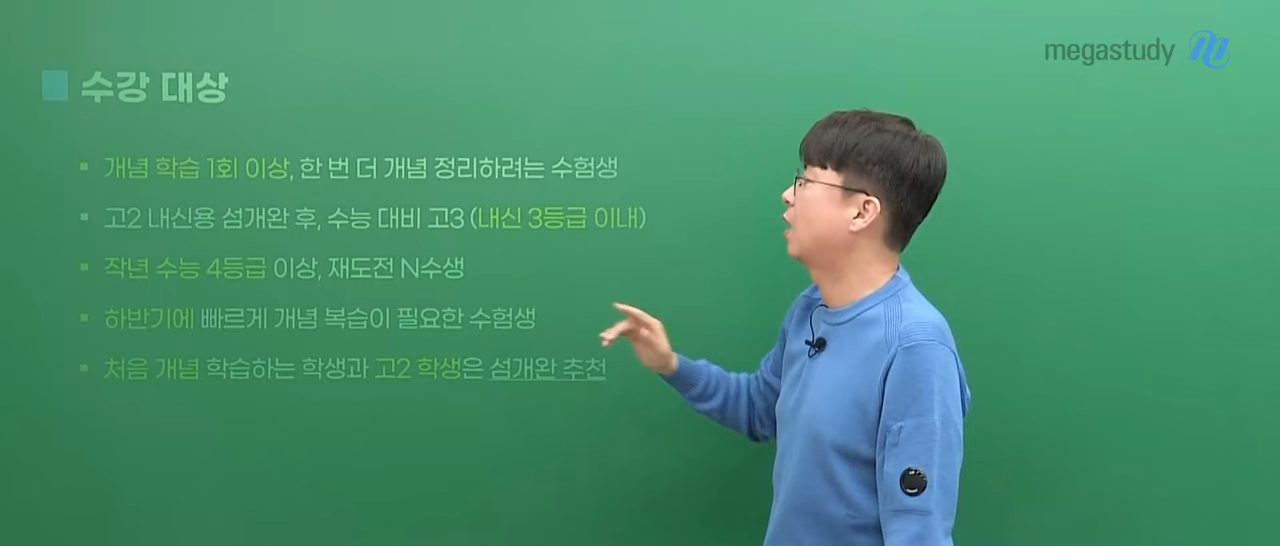 megastudy
수강 대상
개념 학습 1회 이상, 한 번 더 개념 정리하려는 수험생
고2 내신용 섬개완 후, 수능 대비 고3 (내신 3등급 이내)
작년 수능 4등급 이상, 재도전 N수생
하반기에 빠르게 개념 복습이 필요한 수험생
처음 개념 학습하는 학생과 고2 학생은 섬개완 추천